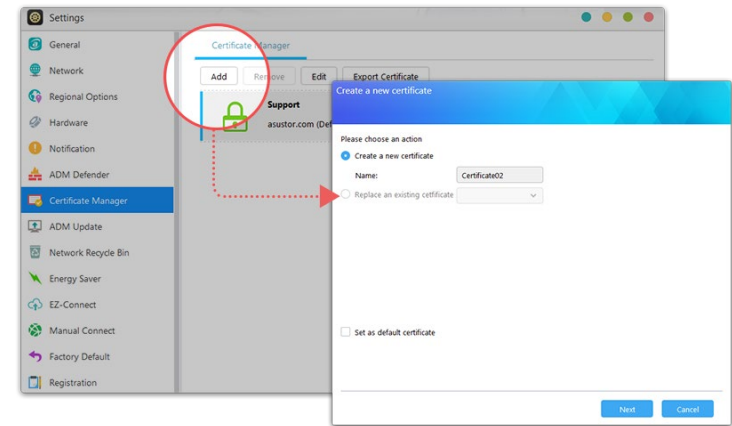 Settings
General
Network
Regional Options
Hardware
Notification
ADM Defender
Certificate Manager
ADM Update
Network Recycle Bin
Energy Saver
EZ-Connect
Manual Connect
Factory Default
Registration
Certificate Manager
Add Remove Edit Export Certificate
Support
asustor.com (Def
Create a new certificate
Please choose an action
Create a new certificate
Name: Certificate02
Replace an existing cetfificate
Set as default certificate
Next Cancel